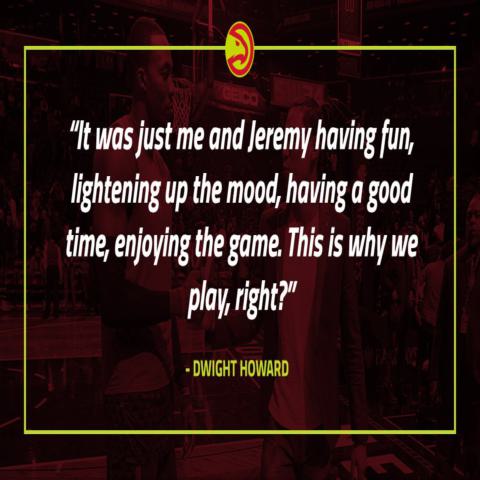 “It was just me and Jeremy having fun,
lightening up the mood, having a good
time, enjoying the game. This is why we
play, right?”
- DWIGHT HOWARD
GEICO